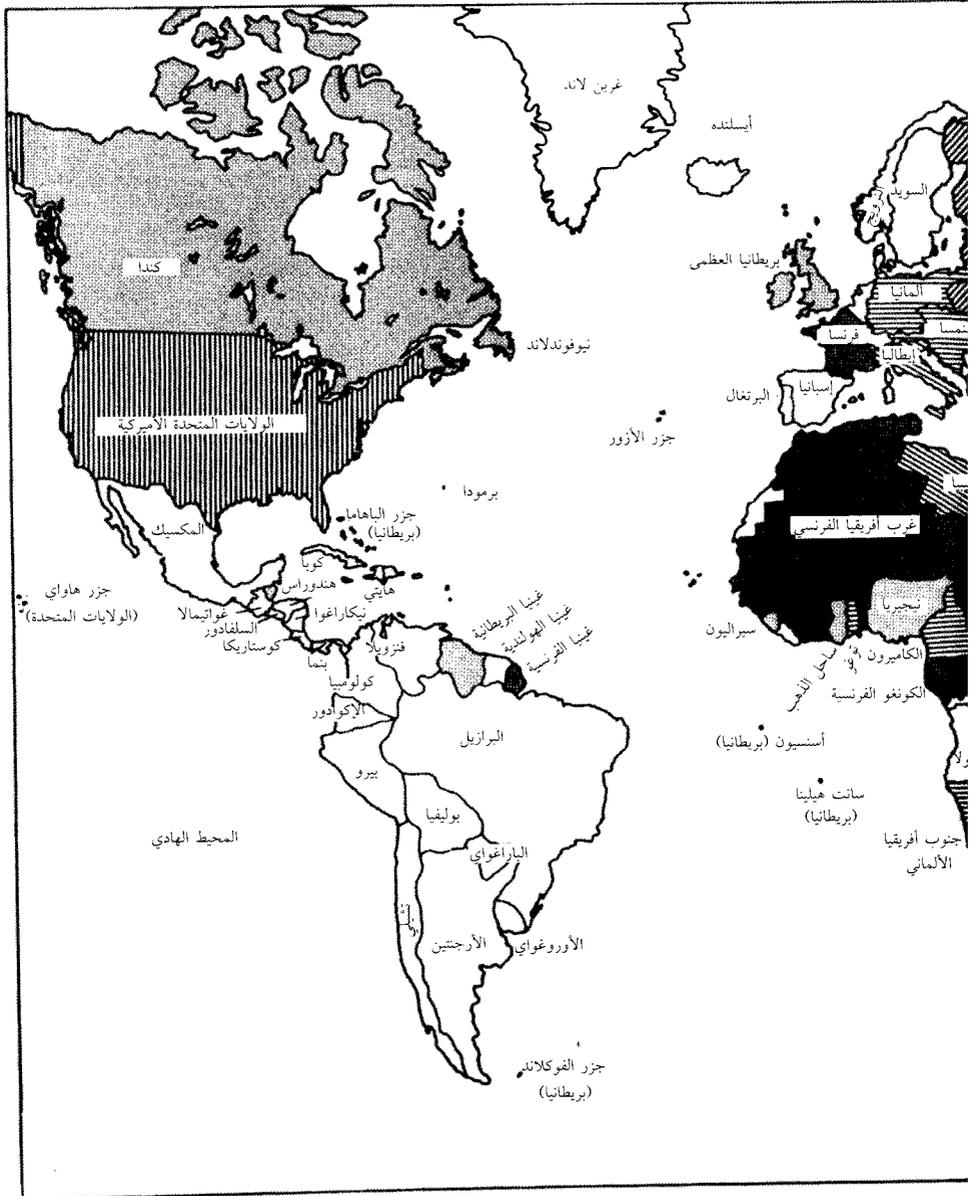 غرين لاند
أيسلنده
السويد
كندا
بريطانيا العظمى
ألمانيا
فرنسا
إيطاليا
نيوفوندلاند
إسبانيا
البرتغال
الولايات المتحدة الاميركية
جزر الأزور
برمودا
المكسيك
جزر الباهاما
(بريطانيا)
غرب أفريقيا الفرنسي
كوبا
هندوراس
هايتي
جزر هاواي
(الولايات المتحدة)
غواتيمالا
نيكاراغوا
السلفادور
كوستاريكا
بنما
فنزويلا
غينيا البريطانية
غينيا الهولندية
غينيا الفرنسية
نيجيريا
سيراليون
ساحل الذهب
توغو
الكاميرون
الكونغو الفرنسية
كولومبيا
الإكوادور
البرازيل
أسنسيون (بريطانيا)
بيرو
سانت هيلينا
(بريطانيا)
بوليفيا
المحيط الهادي
جنوب أفريقيا
الألماني
الباراغواي
تشيلي
الأرجنتين
الأوروغواي
جزر الفوكلاند
(بريطانيا)